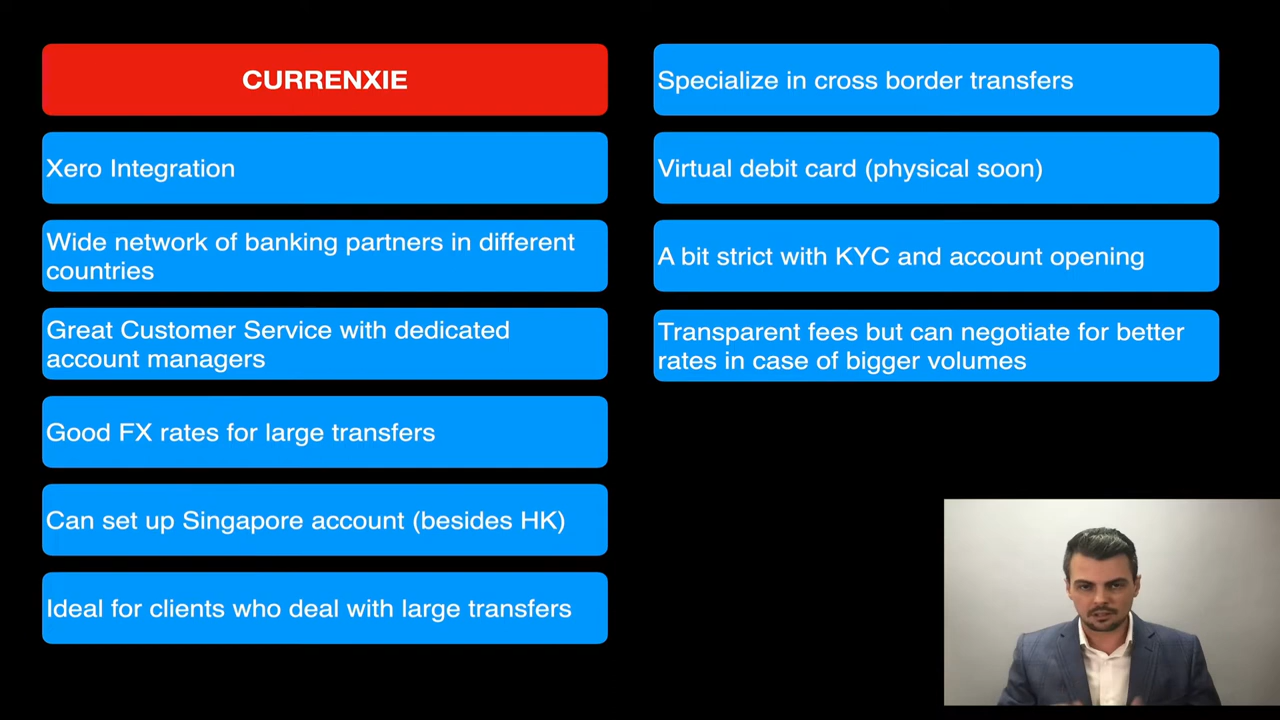 CURRENXIE
Xero Integration
Wide network of banking partners in different
countries
Great Customer Service with dedicated
account managers
Good FX rates for large transfers
Can set up Singapore account (besides HK)
Ideal for clients who deal with large transfers
Specialize in cross border transfers
Virtual debit card (physical soon)
A bit strict with KYC and account opening
Transparent fees but can negotiate for better
rates in case of bigger volumes